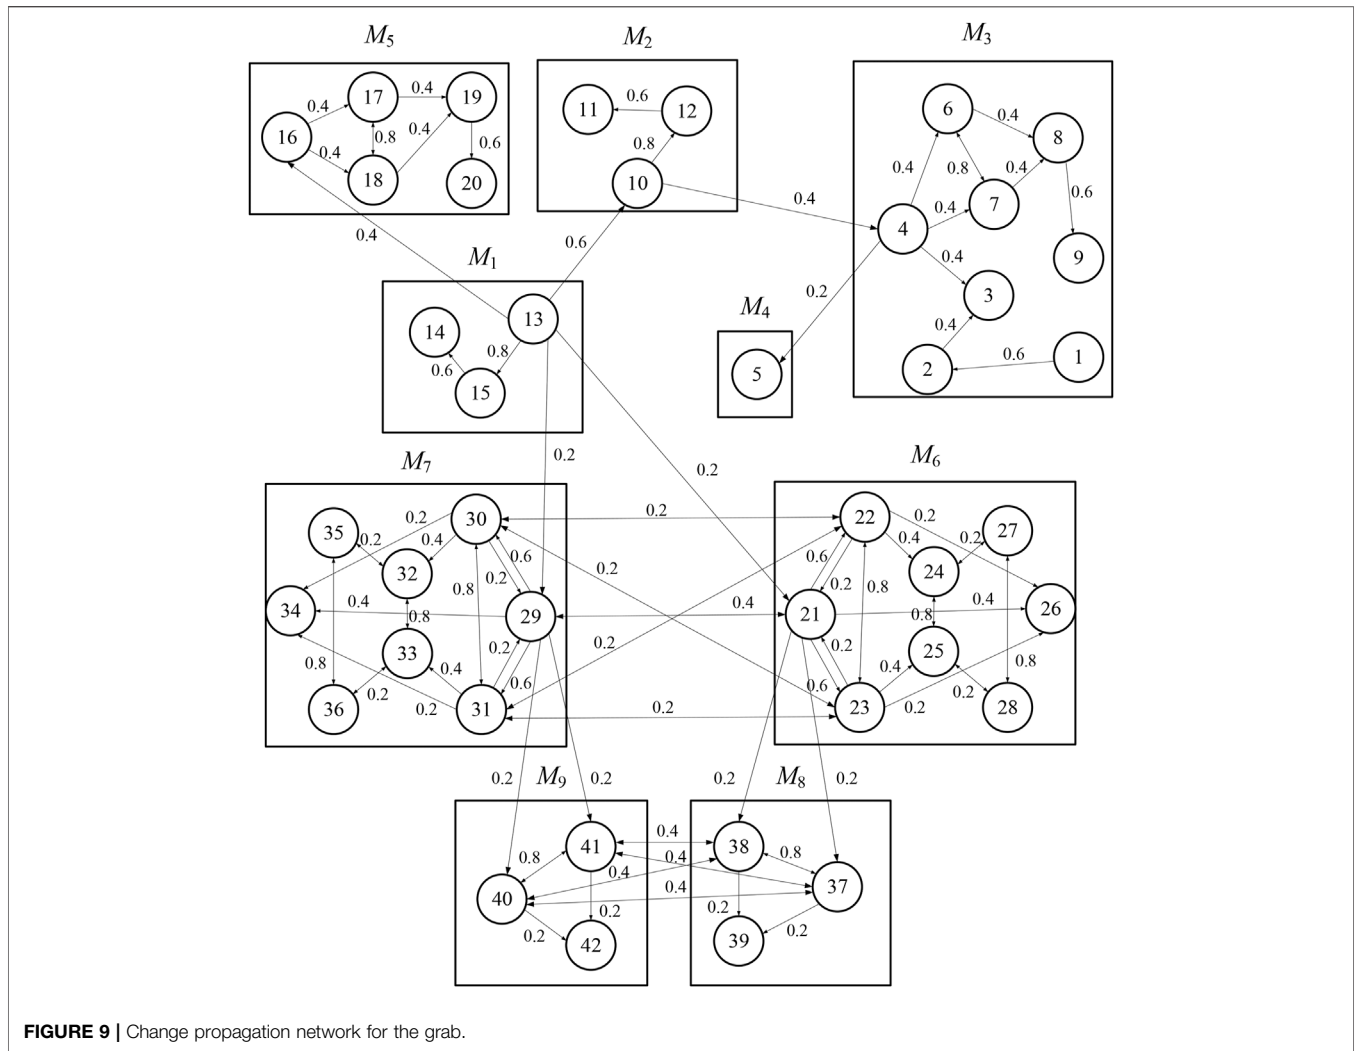 M5 M2 M3
16 17 18 19 20
0.4 0.4 0.8 0.4 0.4 0.6
0.4
11 12 10
0.6 0.8
0.6 0.4
6 8 7 4 9 3 2 1
0.4 0.4 0.8 0.4 0.4 0.6 0.4 0.4 0.6
0.2
M1
14 13 15
0.8 0.6
M4
5
0.2 0.2
M7
35 30 32 34 29 33 36 31
0.2 0.2 0.4 0.6 0.2 0.8 0.4 0.8 0.2 0.4 0.8 0.2 0.2 0.6
0.2 0.2 0.4 0.2 0.2
M6
22 27 24 21 26 25 23 28
0.2 0.4 0.2 0.6 0.2 0.8 0.4 0.8 0.2 0.4 0.8 0.2 0.6 0.2
0.2 0.2 0.2 0.2
M9
41 40 42
0.8 0.2 0.2
0.4 0.4 0.4 0.4
M8
38 37 39
0.8 0.2 0.2
FIGURE 9 | Change propagation network for the grab.